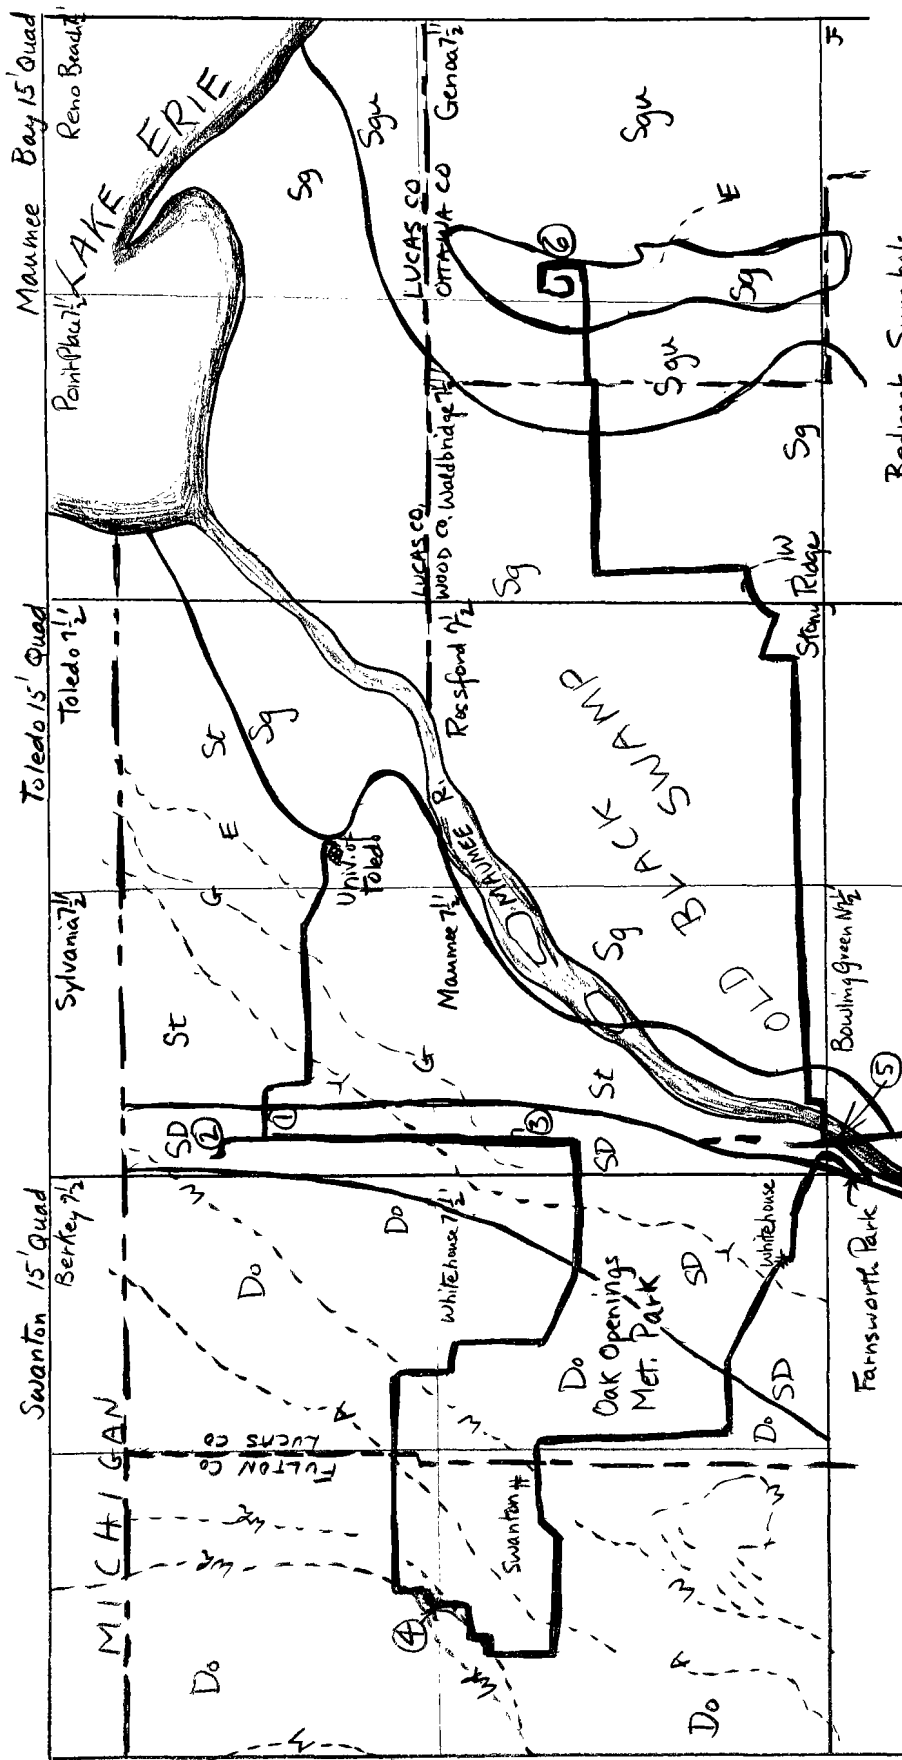 Swanton 15' Quad
Toledo 15' Quad
Maumee Bay 15' Quad
Berkey 7½'
Sylvania 7½'
Toledo 7½'
Point Place 7½'
Reno Beach 7½'
LAKE ERIE
MICHIGAN
FULTON CO
LUCAS CO
Do
Do
Do
SD
②
①
St
St
Sg
Sg
Sgu
G
E
Y
W
A
Wa
Wa
W
Univ. of
Toledo
LUCAS CO.
WOOD CO.
LUCAS CO
OTTAWA CO
Whitehouse 7½'
Maumee 7½'
Rossford 7½'
Walbridge 7½'
Genoa 7½'
④
③
⑥
MAUMEE R.
Swanton #
W
Do
Oak Openings
Met. Park
SD
SD
St
G
Sg
Sg
OLD
BLACK
SWAMP
Sgu
Sg
Sgu
E
Sg
W
A
Do
Do
SD
Y
Whitehouse
Stony Ridge
IW
Farnsworth Park
⑤
Bowling Green N 7½'